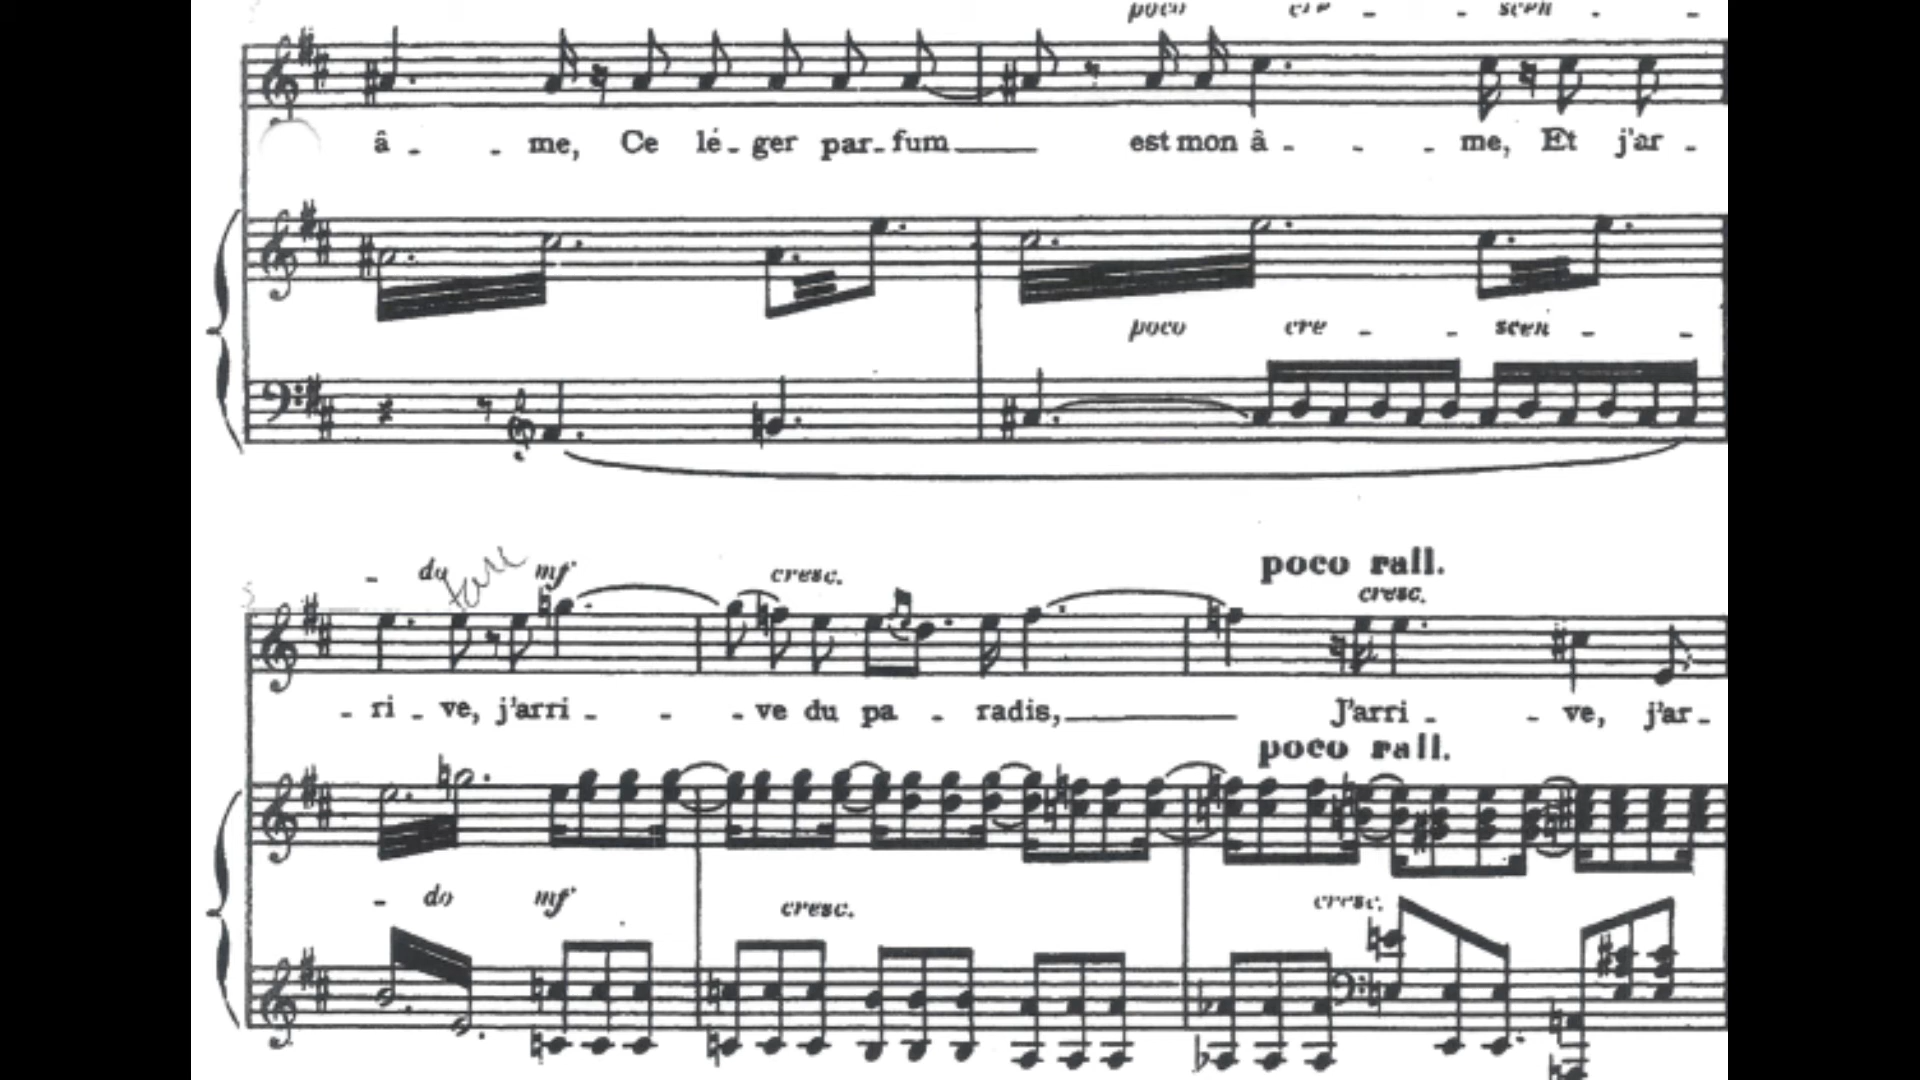 poco cre - - scen - -
â - - me, Ce lé - ger par - fum____ est mon â - - - me, Et j'ar -
poco cre - - scen - -
- do mf cresc. poco rall.
cresc.
- ri - ve, j'arri - - - ve du pa - radis,____ J'arri - - ve, j'ar -
poco rall.
- do mf cresc. cresc.